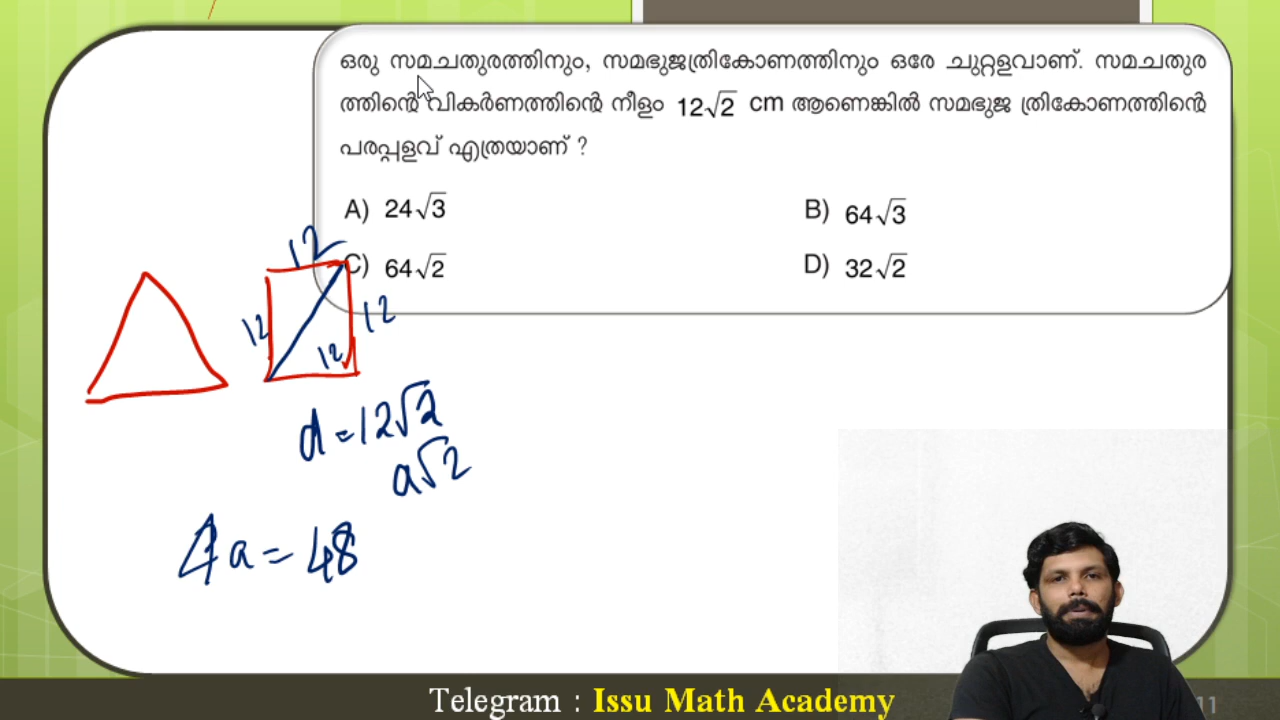 ഒരു സമചതുരത്തിനും, സമഭുജത്രികോണത്തിനും ഒരേ ചുറ്റളവാണ്. സമചതുര
ത്തിന്റെ വികർണത്തിന്റെ നീളം 12√2 cm ആണെങ്കിൽ സമഭുജ ത്രികോണത്തിന്റെ
പരപ്പളവ് എത്രയാണ് ?
A) 24√3
B) 64√3
C) 64√2
D) 32√2
12
12
12
12
d = 12√2
a√2
4a = 48
Telegram : Issu Math Academy
11